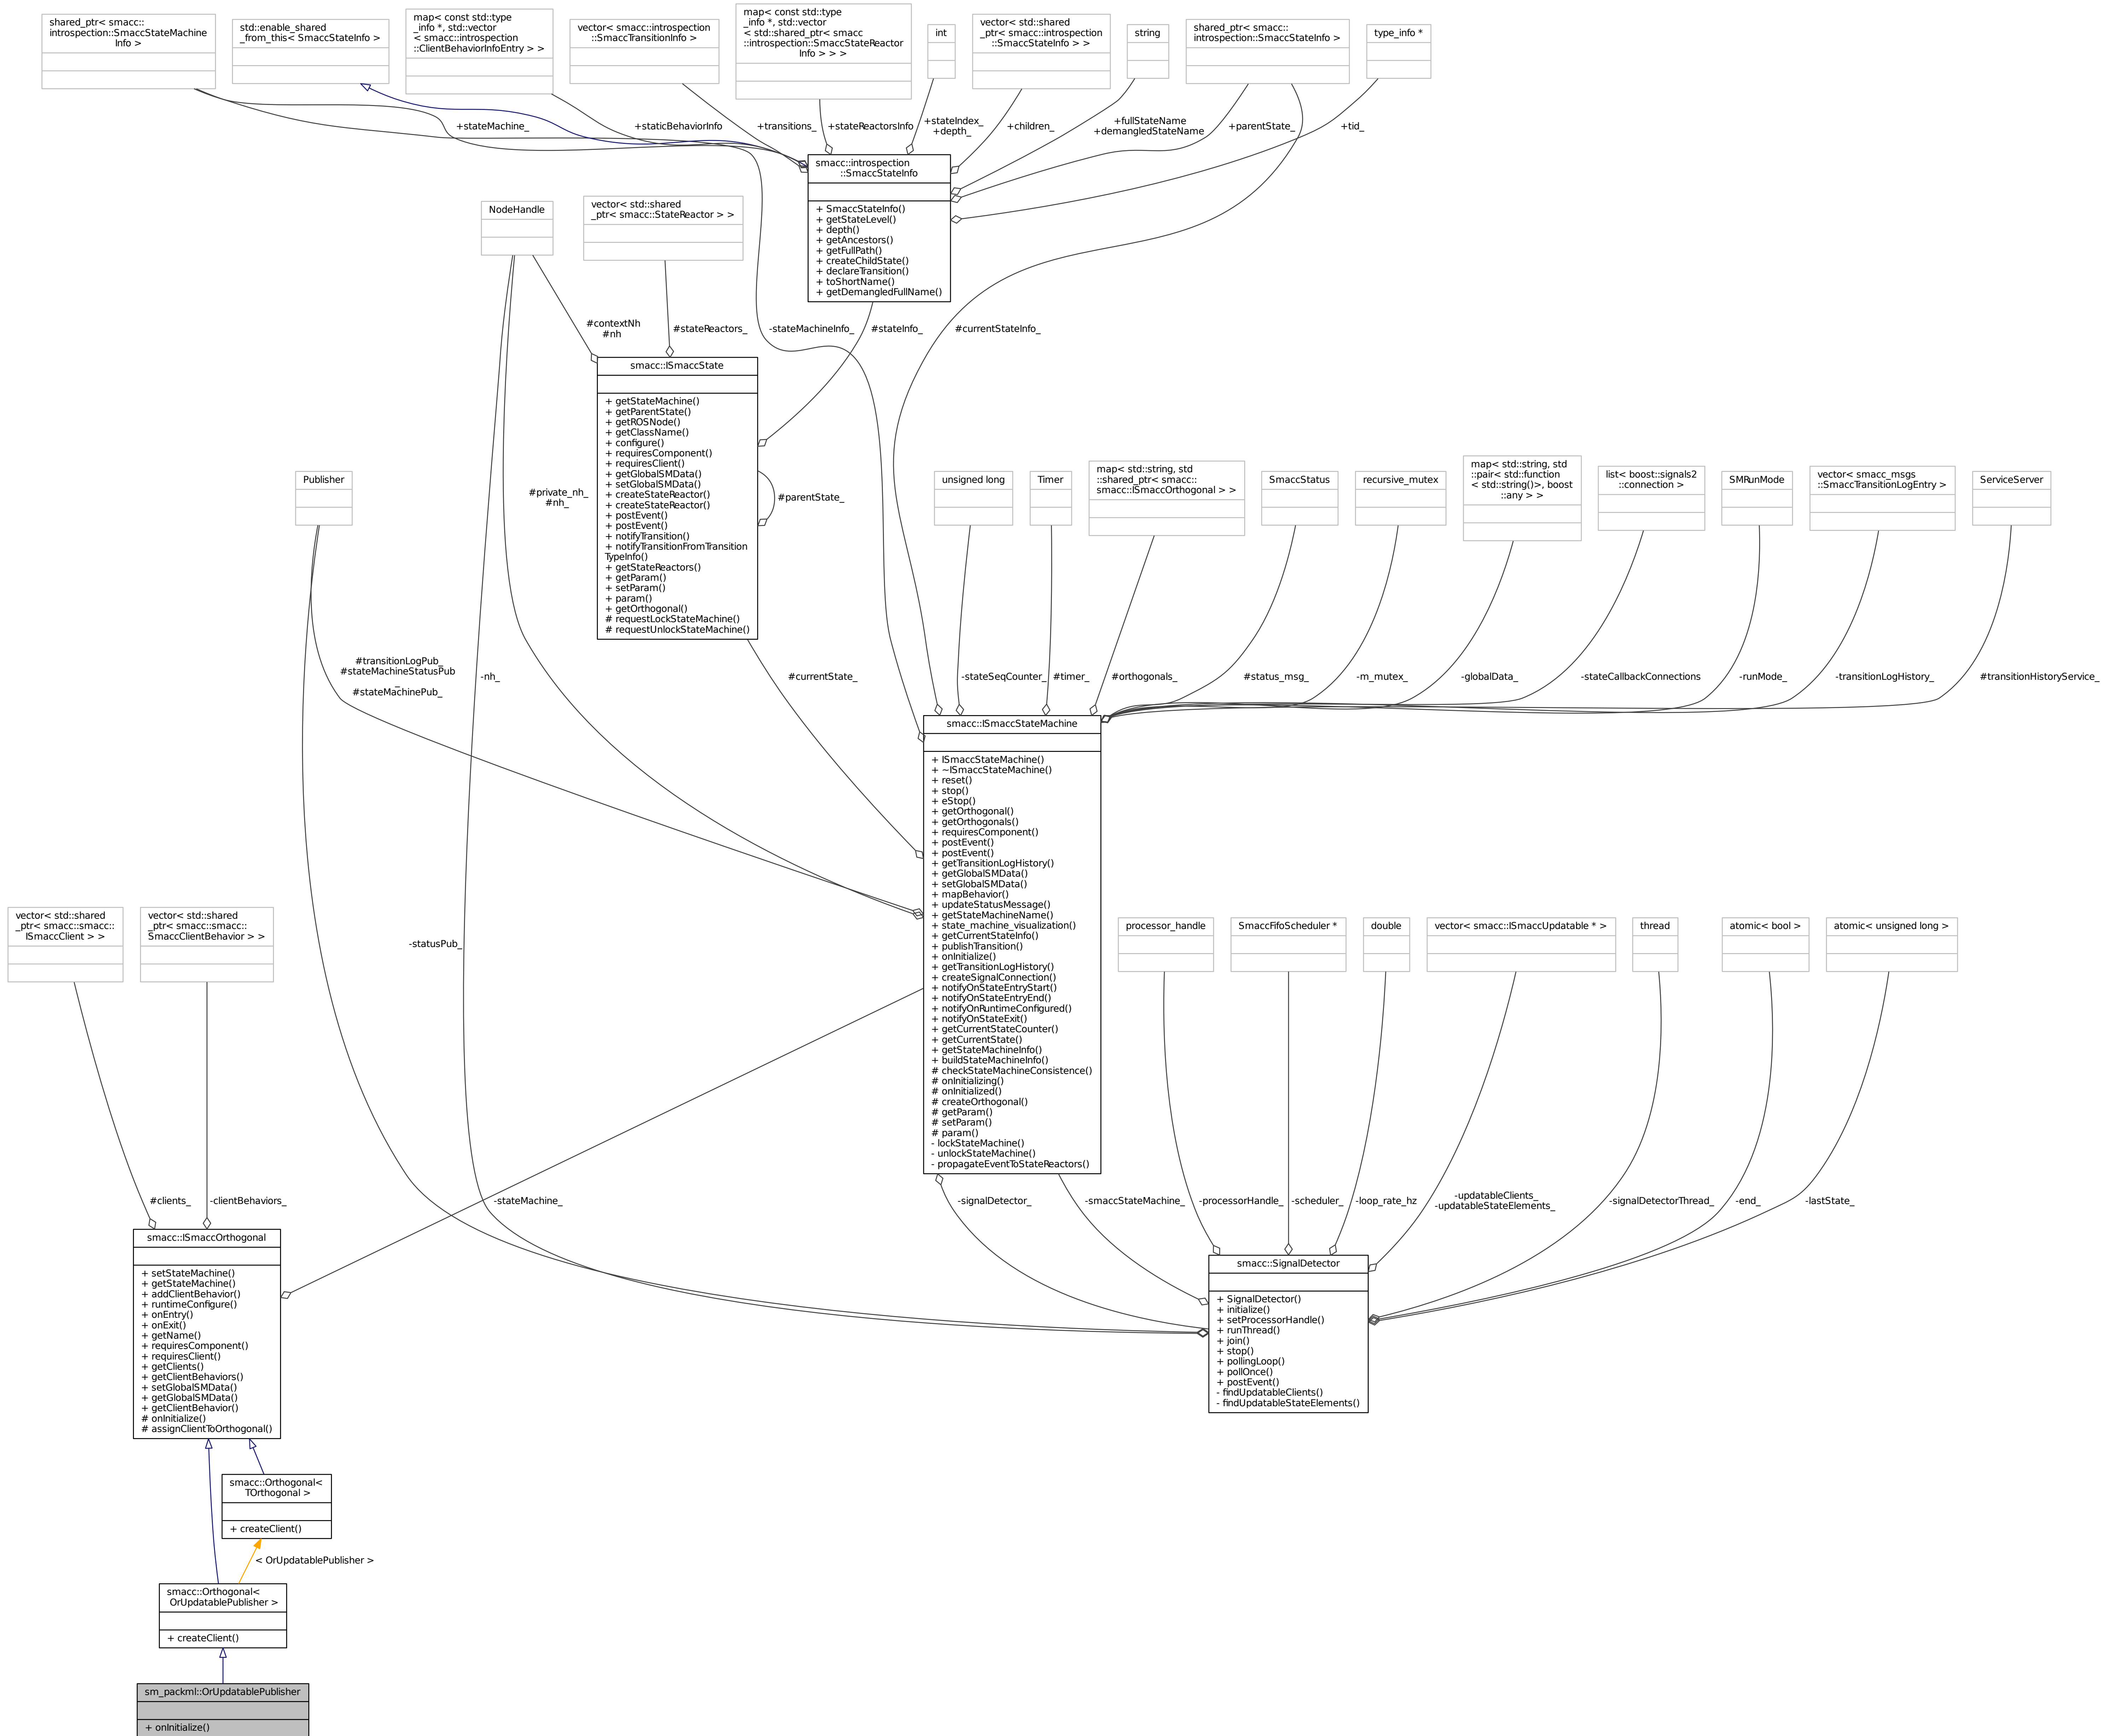 shared_ptr< smacc::
introspection::SmaccStateMachine
Info >
std::enable_shared
_from_this< SmaccStateInfo >
map< const std::type
_info *, std::vector
< smacc::introspection
::ClientBehaviorInfoEntry > >
vector< smacc::introspection
::SmaccTransitionInfo >
map< const std::type
_info *, std::vector
< std::shared_ptr< smacc
::introspection::SmaccStateReactor
Info > > >
int
vector< std::shared
_ptr< smacc::introspection
::SmaccStateInfo > >
string
shared_ptr< smacc::
introspection::SmaccStateInfo >
type_info *
+stateMachine_
+staticBehaviorInfo
+transitions_
+stateReactorsInfo
+stateIndex_
+depth_
+children_
+fullStateName
+demangledStateName
+parentState_
+tid_
smacc::introspection
::SmaccStateInfo
+ SmaccStateInfo()
+ getStateLevel()
+ depth()
+ getAncestors()
+ getFullPath()
+ createChildState()
+ declareTransition()
+ toShortName()
+ getDemangledFullName()
NodeHandle
vector< std::shared
_ptr< smacc::StateReactor > >
#contextNh
#nh
#stateReactors_
-stateMachineInfo_
#stateInfo_
#currentStateInfo_
smacc::ISmaccState
+ getStateMachine()
+ getParentState()
+ getROSNode()
+ getClassName()
+ configure()
+ requiresComponent()
+ requiresClient()
+ getGlobalSMData()
+ setGlobalSMData()
+ createStateReactor()
+ createStateReactor()
+ postEvent()
+ postEvent()
+ notifyTransition()
+ notifyTransitionFromTransition
TypeInfo()
+ getStateReactors()
+ getParam()
+ setParam()
+ param()
+ getOrthogonal()
# requestLockStateMachine()
# requestUnlockStateMachine()
#parentState_
#private_nh_
#nh_
Publisher
unsigned long
Timer
map< std::string, std
::shared_ptr< smacc::
smacc::ISmaccOrthogonal > >
SmaccStatus
recursive_mutex
map< std::string, std
::pair< std::function
< std::string()>, boost
::any > >
list< boost::signals2
::connection >
SMRunMode
vector< smacc_msgs
::SmaccTransitionLogEntry >
ServiceServer
#transitionLogPub_
#stateMachineStatusPub
_
#stateMachinePub_
-nh_
#currentState_
-stateSeqCounter_
#timer_
#orthogonals_
#status_msg_
-m_mutex_
-globalData_
-stateCallbackConnections
-runMode_
-transitionLogHistory_
#transitionHistoryService_
smacc::ISmaccStateMachine
+ ISmaccStateMachine()
+ ~ISmaccStateMachine()
+ reset()
+ stop()
+ eStop()
+ getOrthogonal()
+ getOrthogonals()
+ requiresComponent()
+ postEvent()
+ postEvent()
+ getTransitionLogHistory()
+ getGlobalSMData()
+ setGlobalSMData()
+ mapBehavior()
+ updateStatusMessage()
+ getStateMachineName()
+ state_machine_visualization()
+ getCurrentStateInfo()
+ publishTransition()
+ onInitialize()
+ getTransitionLogHistory()
+ createSignalConnection()
+ notifyOnStateEntryStart()
+ notifyOnStateEntryEnd()
+ notifyOnRuntimeConfigured()
+ notifyOnStateExit()
+ getCurrentStateCounter()
+ getCurrentState()
+ getStateMachineInfo()
+ buildStateMachineInfo()
# checkStateMachineConsistence()
# onInitializing()
# onInitialized()
# createOrthogonal()
# getParam()
# setParam()
# param()
- lockStateMachine()
- unlockStateMachine()
- propagateEventToStateReactors()
vector< std::shared
_ptr< smacc::smacc::
ISmaccClient > >
vector< std::shared
_ptr< smacc::smacc::
SmaccClientBehavior > >
-statusPub_
processor_handle
SmaccFifoScheduler *
double
vector< smacc::ISmaccUpdatable * >
thread
atomic< bool >
atomic< unsigned long >
#clients_
-clientBehaviors_
-stateMachine_
-signalDetector_
-smaccStateMachine_
-processorHandle_
-scheduler_
-loop_rate_hz
-updatableClients_
-updatableStateElements_
-signalDetectorThread_
-end_
-lastState_
smacc::ISmaccOrthogonal
+ setStateMachine()
+ getStateMachine()
+ addClientBehavior()
+ runtimeConfigure()
+ onEntry()
+ onExit()
+ getName()
+ requiresComponent()
+ requiresClient()
+ getClients()
+ getClientBehaviors()
+ setGlobalSMData()
+ getGlobalSMData()
+ getClientBehavior()
# onInitialize()
# assignClientToOrthogonal()
smacc::SignalDetector
+ SignalDetector()
+ initialize()
+ setProcessorHandle()
+ runThread()
+ join()
+ stop()
+ pollingLoop()
+ pollOnce()
+ postEvent()
- findUpdatableClients()
- findUpdatableStateElements()
smacc::Orthogonal<
TOrthogonal >
+ createClient()
< OrUpdatablePublisher >
smacc::Orthogonal<
OrUpdatablePublisher >
+ createClient()
sm_packml::OrUpdatablePublisher
+ onInitialize()